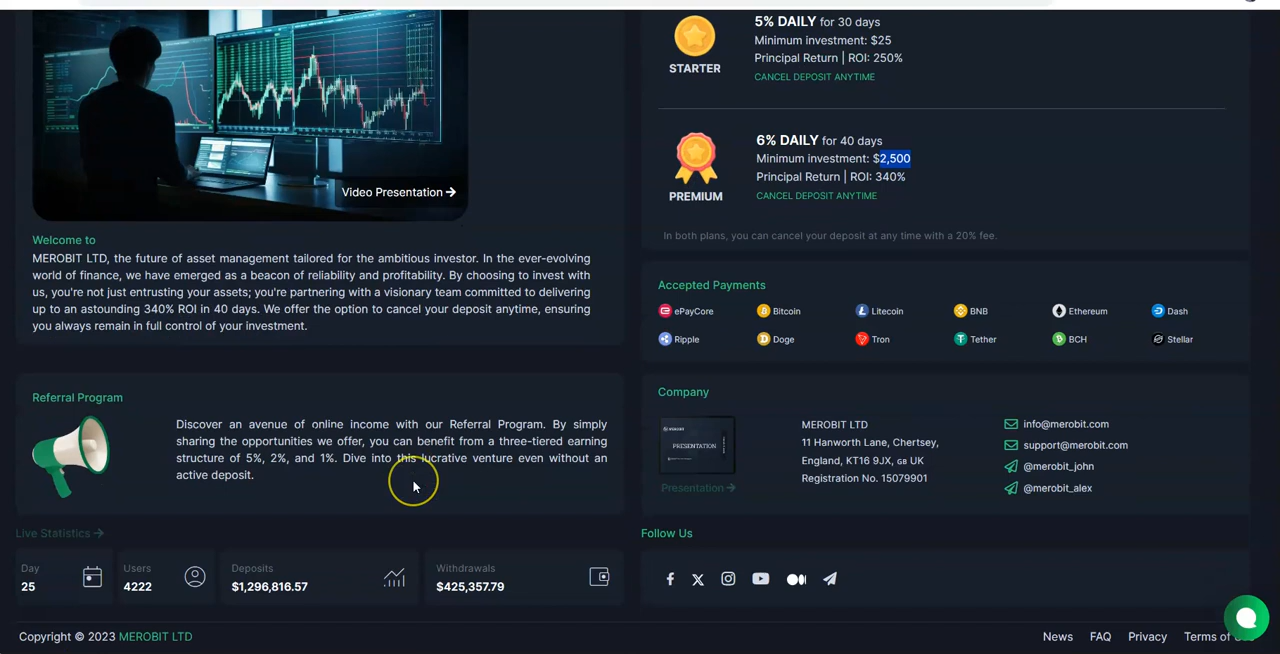 Video Presentation →
Welcome to
MEROBIT LTD, the future of asset management tailored for the ambitious investor. In the ever-evolving
world of finance, we have emerged as a beacon of reliability and profitability. By choosing to invest with
us, you're not just entrusting your assets; you're partnering with a visionary team committed to delivering
up to an astounding 340% ROI in 40 days. We offer the option to cancel your deposit anytime, ensuring
you always remain in full control of your investment.
STARTER
5% DAILY for 30 days
Minimum investment: $25
Principal Return | ROI: 250%
CANCEL DEPOSIT ANYTIME
PREMIUM
6% DAILY for 40 days
Minimum investment: $2,500
Principal Return | ROI: 340%
CANCEL DEPOSIT ANYTIME
In both plans, you can cancel your deposit at any time with a 20% fee.
Accepted Payments
ePayCore Bitcoin Litecoin BNB Ethereum Dash
Ripple Doge Tron Tether BCH Stellar
Referral Program
Discover an avenue of online income with our Referral Program. By simply
sharing the opportunities we offer, you can benefit from a three-tiered earning
structure of 5%, 2%, and 1%. Dive into this lucrative venture even without an
active deposit.
Company
PRESENTATION
Presentation →
MEROBIT LTD
11 Hanworth Lane, Chertsey,
England, KT16 9JX, GB UK
Registration No. 15079901
info@merobit.com
support@merobit.com
@merobit_john
@merobit_alex
Live Statistics →
Day
25
Users
4222
Deposits
$1,296,816.57
Withdrawals
$425,357.79
Follow Us
Copyright © 2023 MEROBIT LTD
News FAQ Privacy Terms of